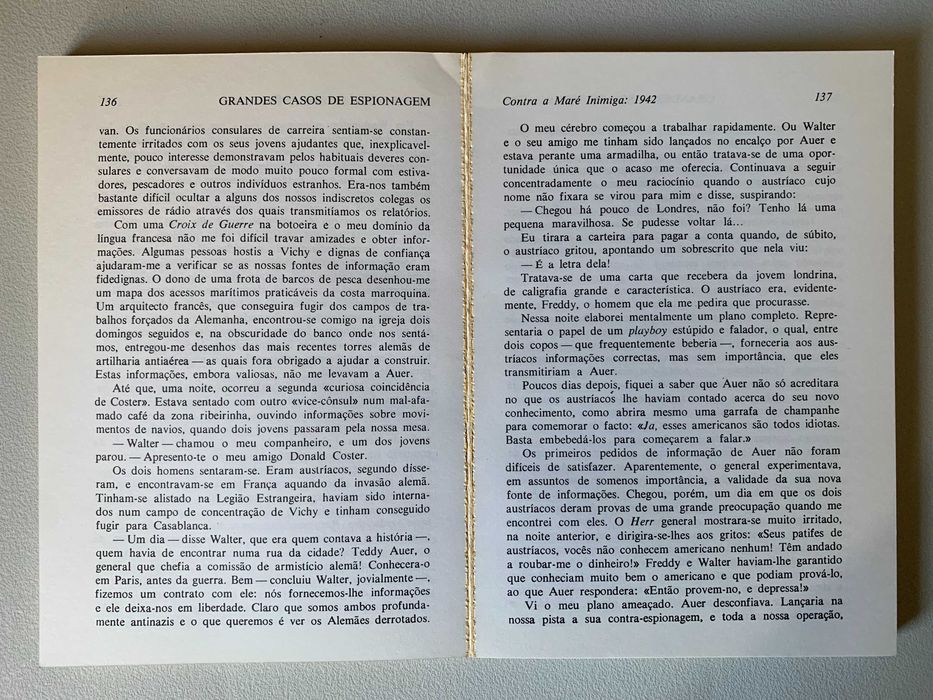 136 GRANDES CASOS DE ESPIONAGEM
van. Os funcionários consulares de carreira sentiam-se constan-
temente irritados com os seus jovens ajudantes que, inexplicavel-
mente, pouco interesse demonstravam pelos habituais deveres con-
sulares e conversavam de modo muito pouco formal com estiva-
dores, pescadores e outros indivíduos estranhos. Era-nos também
bastante difícil ocultar a alguns dos nossos indiscretos colegas os
emissores de rádio através dos quais transmitíamos os relatórios.
Com uma Croix de Guerre na botoeira e o meu domínio da
língua francesa não me foi difícil travar amizades e obter infor-
mações. Algumas pessoas hostis a Vichy e dignas de confiança
ajudaram-me a verificar se as nossas fontes de informação eram
fidedignas. O dono de uma frota de barcos de pesca desenhou-me
um mapa dos acessos marítimos praticáveis da costa marroquina.
Um arquitecto francês, que conseguira fugir dos campos de tra-
balhos forçados da Alemanha, encontrou-se comigo na igreja dois
domingos seguidos e, na obscuridade do banco onde nos sentá-
mos, entregou-me desenhos das mais recentes torres alemãs de
artilharia antiaérea — as quais fora obrigado a ajudar a construir.
Estas informações, embora valiosas, não me levavam a Auer.
Até que, uma noite, ocorreu a segunda «curiosa coincidência
de Coster». Estava sentado com outro «vice-cônsul» num mal-afa-
mado café da zona ribeirinha, ouvindo informações sobre movi-
mentos de navios, quando dois jovens passaram pela nossa mesa.
— Walter — chamou o meu companheiro, e um dos jovens
parou. — Apresento-te o meu amigo Donald Coster.
Os dois homens sentaram-se. Eram austríacos, segundo disse-
ram, e encontravam-se em França aquando da invasão alemã.
Tinham-se alistado na Legião Estrangeira, haviam sido interna-
dos num campo de concentração de Vichy e tinham conseguido
fugir para Casablanca.
— Um dia — disse Walter, que era quem contava a história —,
quem havia de encontrar numa rua da cidade? Teddy Auer, o
general que chefia a comissão de armistício alemã! Conhecera-o
em Paris, antes da guerra. Bem — concluiu Walter, jovialmente —,
fizemos um contrato com ele: nós fornecemos-lhe informações
e ele deixa-nos em liberdade. Claro que somos ambos profunda-
mente antinazis e o que queremos é ver os Alemães derrotados.
Contra a Maré Inimiga: 1942 137
O meu cérebro começou a trabalhar rapidamente. Ou Walter
e o seu amigo me tinham sido lançados no encalço por Auer e
estava perante uma armadilha, ou então tratava-se de uma opor-
tunidade única que o acaso me oferecia. Continuava a seguir
concentradamente o meu raciocínio quando o austríaco cujo
nome não fixara se virou para mim e disse, suspirando:
— Chegou há pouco de Londres, não foi? Tenho lá uma
pequena maravilhosa. Se pudesse voltar lá...
Eu tirara a carteira para pagar a conta quando, de súbito,
o austríaco gritou, apontando um sobrescrito que nela viu:
— É a letra dela!
Tratava-se de uma carta que recebera da jovem londrina,
de caligrafia grande e característica. O austríaco era, evidente-
mente, Freddy, o homem que ela me pedira que procurasse.
Nessa noite elaborei mentalmente um plano completo. Repre-
sentaria o papel de um playboy estúpido e falador, o qual, entre
dois copos — que frequentemente beberia —, forneceria aos aus-
tríacos informações correctas, mas sem importância, que eles
transmitiriam a Auer.
Poucos dias depois, fiquei a saber que Auer não só acreditara
no que os austríacos lhe haviam contado acerca do seu novo
conhecimento, como abrira mesmo uma garrafa de champanhe
para comemorar o facto: «Ja, esses americanos são todos idiotas.
Basta embebedá-los para começarem a falar.»
Os primeiros pedidos de informação de Auer não foram
difíceis de satisfazer. Aparentemente, o general experimentava,
em assuntos de somenos importância, a validade da sua nova
fonte de informações. Chegou, porém, um dia em que os dois
austríacos deram provas de uma grande preocupação quando me
encontrei com eles. O Herr general mostrara-se muito irritado,
na noite anterior, e dirigira-se-lhes aos gritos: «Seus patifes de
austríacos, vocês não conhecem americano nenhum! Têm andado
a roubar-me o dinheiro!» Freddy e Walter haviam-lhe garantido
que conheciam muito bem o americano e que podiam prová-lo,
ao que Auer respondera: «Então provem-no, e depressa!»
Vi o meu plano ameaçado. Auer desconfiava. Lançaria na
nossa pista a sua contra-espionagem, e toda a nossa operação,